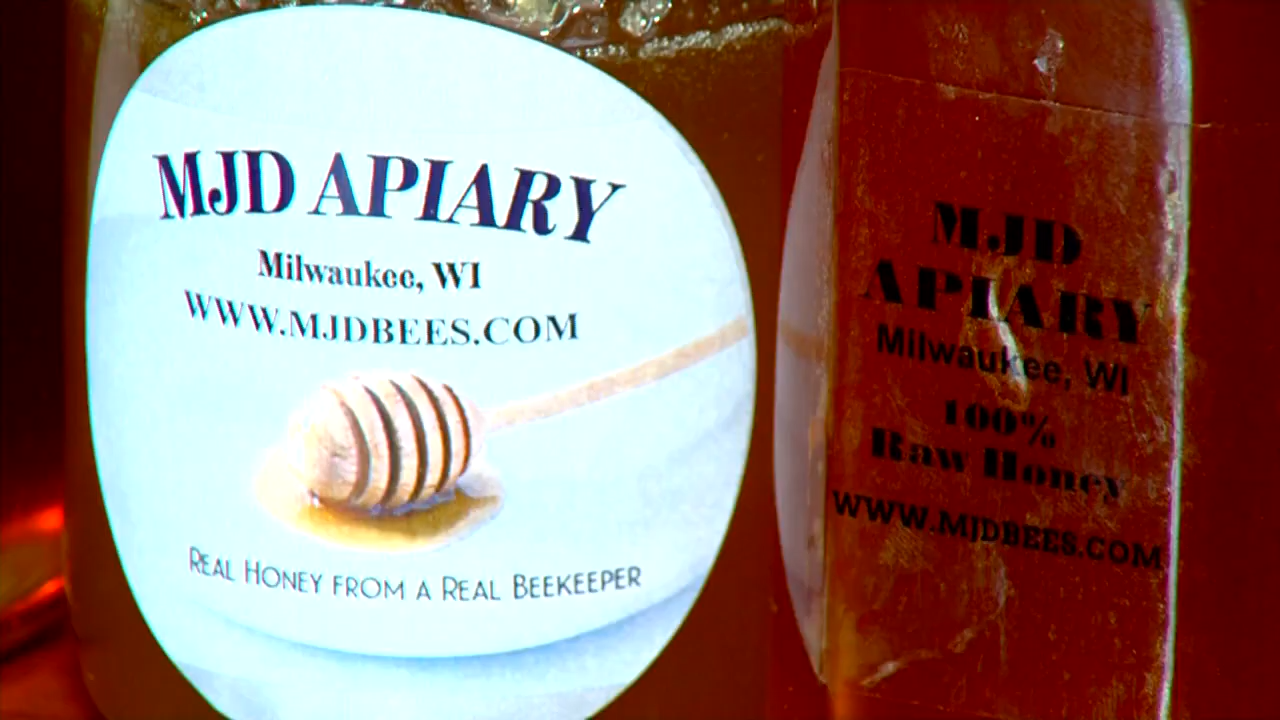 MJD APIARY
Milwaukee, WI
WWW.MJDBEES.COM
REAL HONEY FROM A REAL BEEKEEPER
MJD
APIARY
Milwaukee, WI
100%
Raw Honey
WWW.MJDBEES.COM